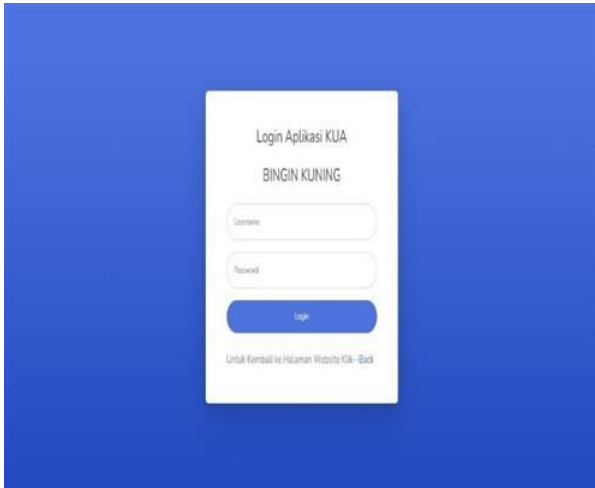 Login Aplikasi KUA
BINGIN KUNING
Username
Password
Login
Untuk Kembali ke Halaman Website Klik--Back